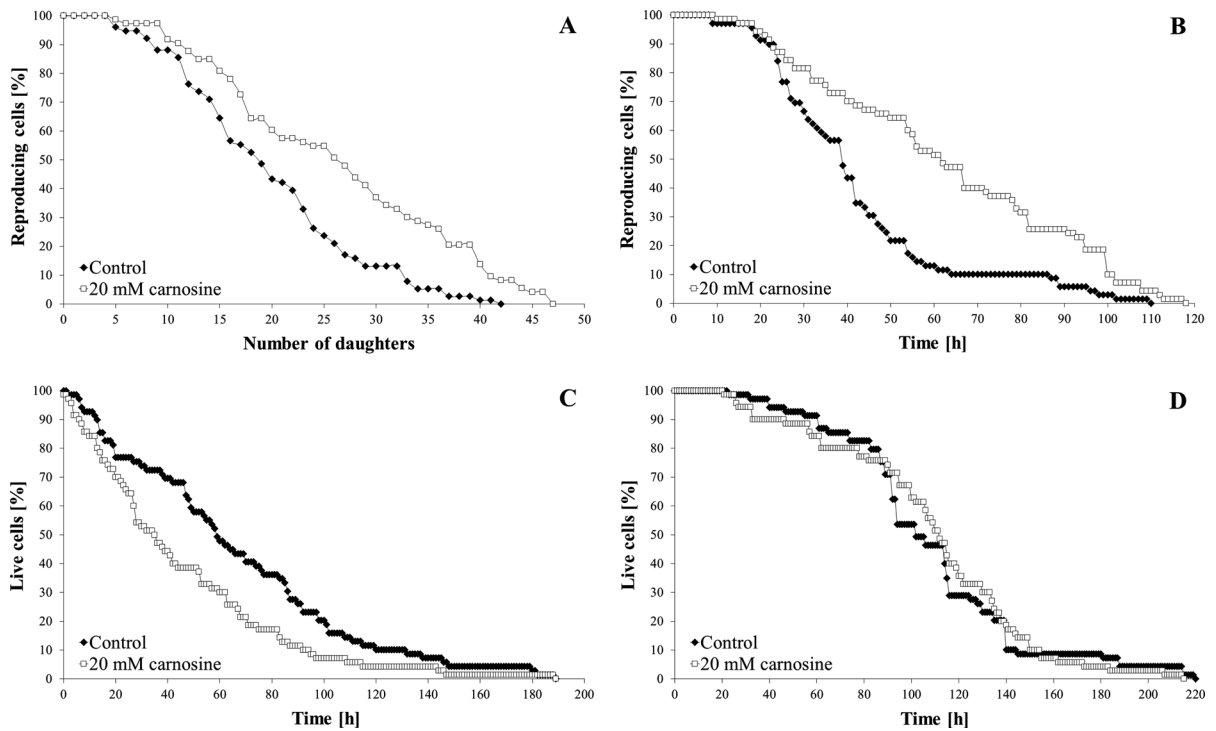 A
Reproducing cells [%]
100
90
80
70
60
50
40
30
20
10
0
Control
20 mM carnosine
0 5 10 15 20 25 30 35 40 45 50
Number of daughters
B
Reproducing cells [%]
100
90
80
70
60
50
40
30
20
10
0
Control
20 mM carnosine
0 10 20 30 40 50 60 70 80 90 100 110 120
Time [h]
C
Live cells [%]
100
90
80
70
60
50
40
30
20
10
0
Control
20 mM carnosine
0 20 40 60 80 100 120 140 160 180 200
Time [h]
D
Live cells [%]
100
90
80
70
60
50
40
30
20
10
0
Control
20 mM carnosine
0 20 40 60 80 100 120 140 160 180 200 220
Time [h]